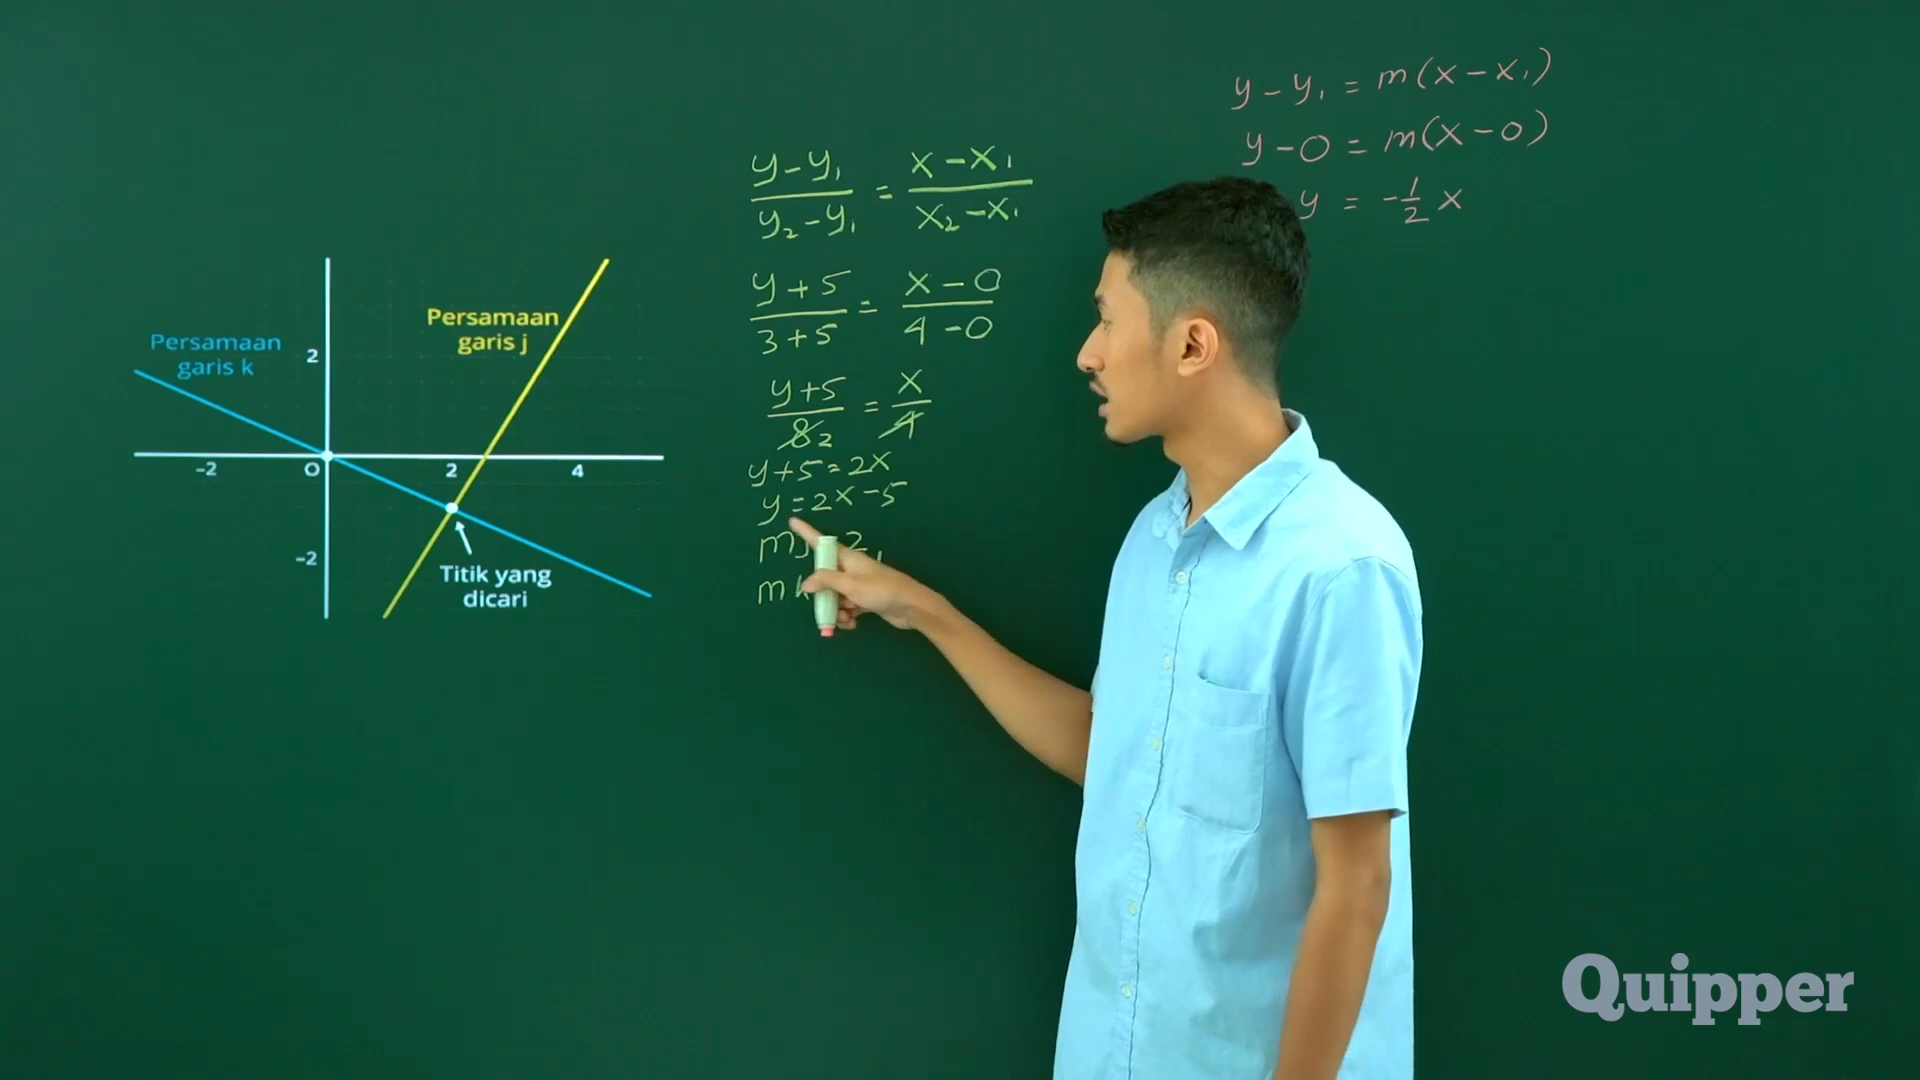 Persamaan
garis k
Persamaan
garis j
2
-2
O
2
4
-2
Titik yang
dicari
y-y₁/y₂-y₁ = x-x₁/x₂-x₁
y+5/3+5 = x-0/4-0
y+5/8 2 = x/4
y+5=2x
y=2x-5
m 2
m
y-y₁ = m(x-x₁)
y-0 = m(x-0)
y = -1/2 x
Quipper